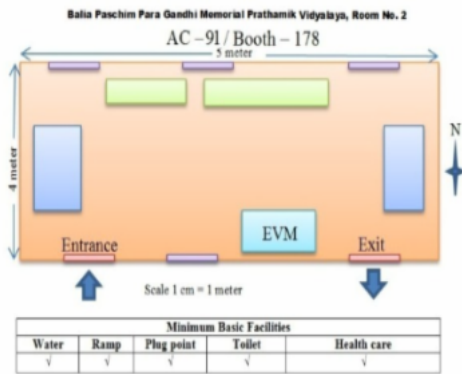 Balia Paschim Para Gandhi Memorial Prathamik Vidyalaya, Room No. 2
AC – 91 / Booth – 178
5 meter
4 meter
N
EVM
Entrance
Exit
Scale 1 cm = 1 meter
Minimum Basic Facilities
Water Ramp Plug point Toilet Health care
√ √ √ √ √